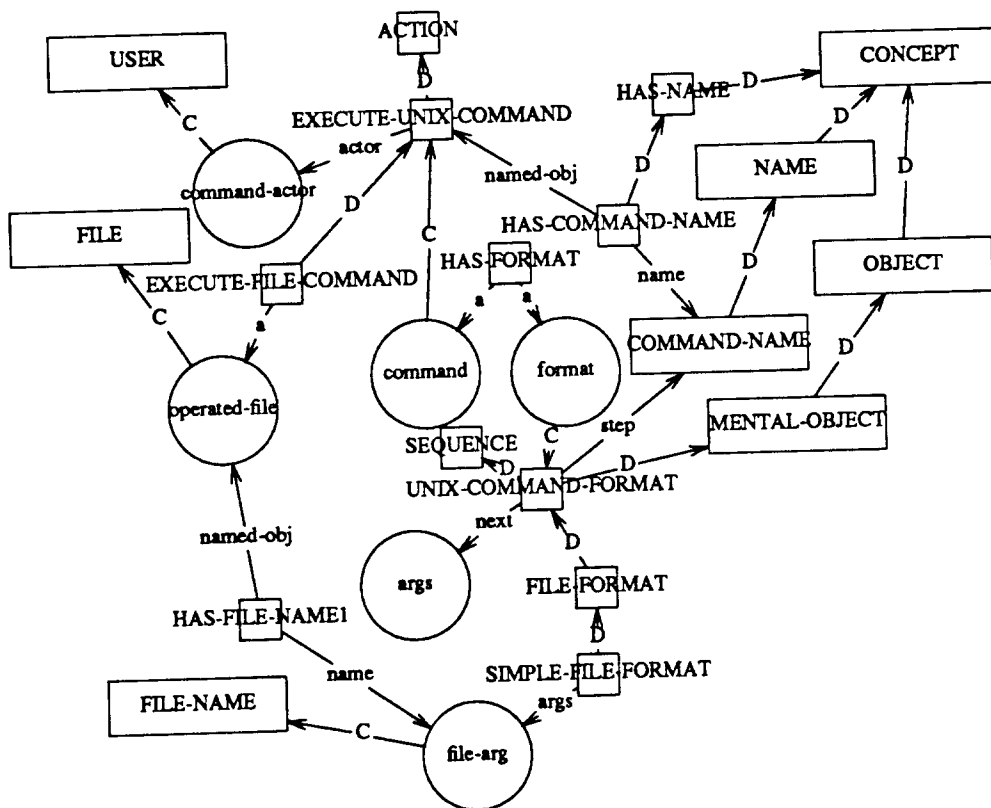 ACTION
USER
CONCEPT
D
D
HAS-NAME
EXECUTE-UNIX-COMMAND
D
C
actor
D
NAME
named-obj
D
command-actor
D
HAS-COMMAND-NAME
FILE
C
HAS-FORMAT
OBJECT
EXECUTE-FILE-COMMAND
D
name
C
a
a
a
COMMAND-NAME
D
command
format
operated-file
step
MENTAL-OBJECT
C
SEQUENCE
D
D
UNIX-COMMAND-FORMAT
next
named-obj
D
args
FILE-FORMAT
HAS-FILE-NAME1
D
name
SIMPLE-FILE-FORMAT
FILE-NAME
args
C
file-arg